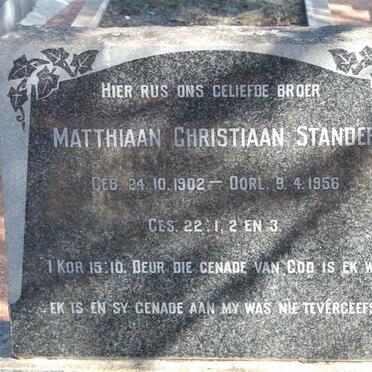 HIER RUS ONS GELIEFDE BROER
MATTHIAAN CHRISTIAAN STANDER
GEB. 24.10.1902 — OORL. 9.4.1956
GES. 22:1, 2 EN 3.
1 KOR 15:10. DEUR DIE GENADE VAN GOD IS EK W
EK IS EN SY GENADE AAN MY WAS NIE TEVERGEEFS